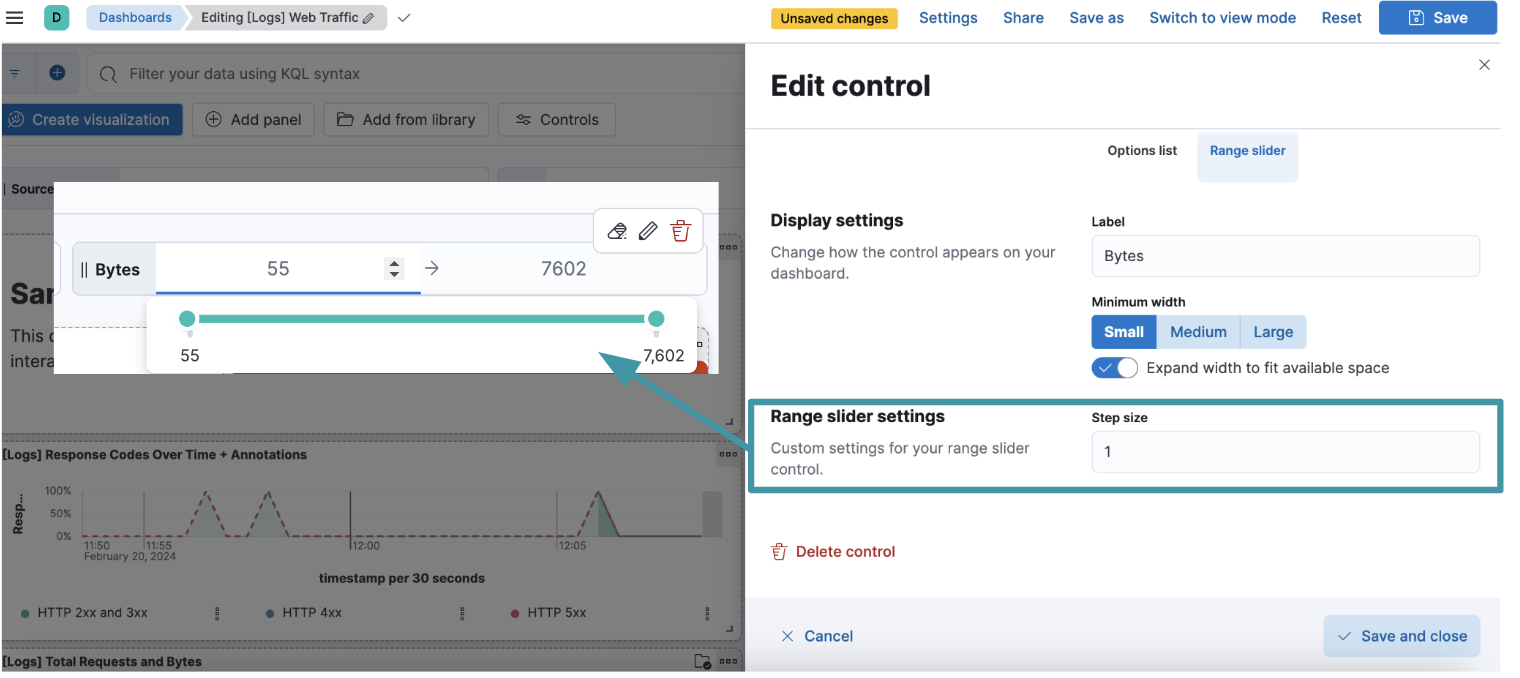 D Dashboards Editing [Logs] Web Traffic Unsaved changes Settings Share Save as Switch to view mode Reset Save
Filter your data using KQL syntax
Create visualization Add panel Add from library Controls
Source
Bytes 55 → 7602
55 7,602
This
[Logs] Response Codes Over Time + Annotations
Resp...
100%
50%
0%
11:50 11:55 12:00 12:05
February 20, 2024
timestamp per 30 seconds
HTTP 2xx and 3xx HTTP 4xx HTTP 5xx
[Logs] Total Requests and Bytes
Edit control
Options list Range slider
Display settings
Change how the control appears on your
dashboard.
Label
Bytes
Minimum width
Small Medium Large
Expand width to fit available space
Range slider settings
Custom settings for your range slider
control.
Step size
1
Delete control
Cancel Save and close